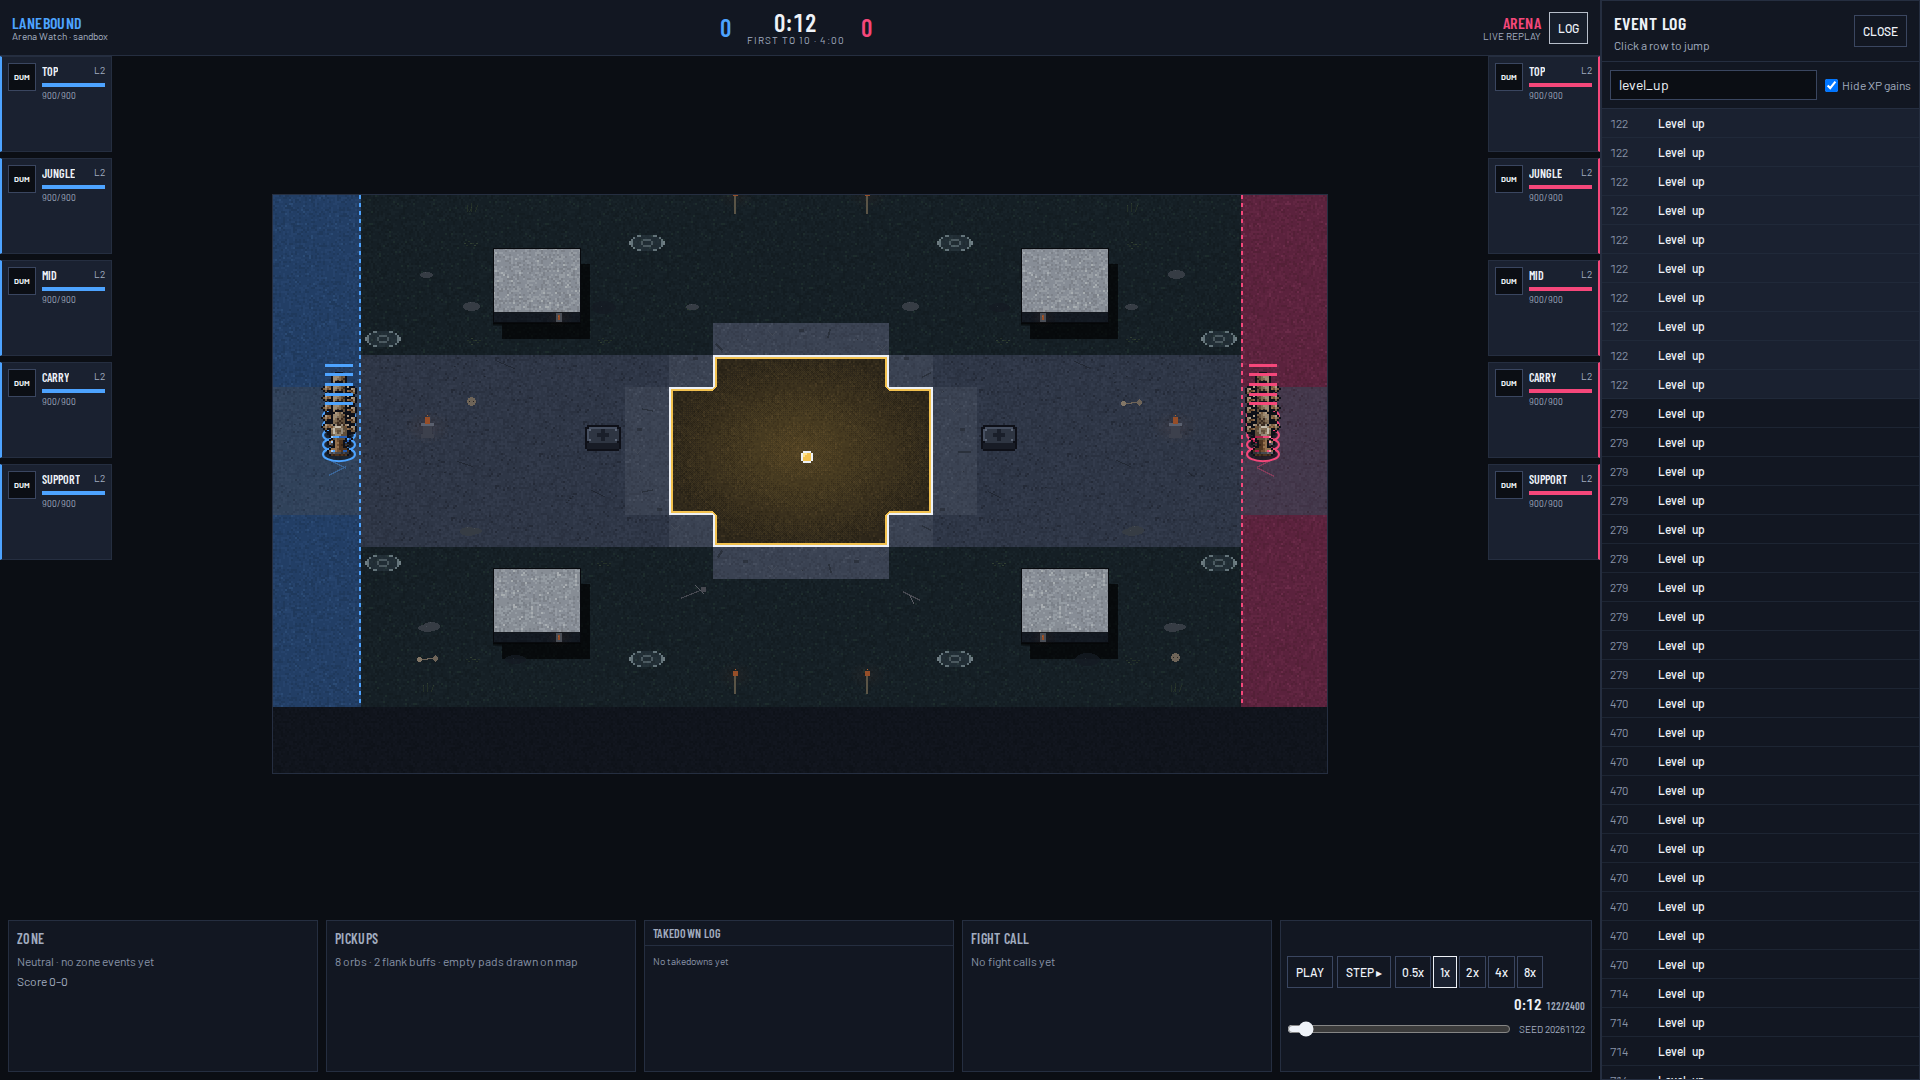 LANEBOUND
Arena Watch · sandbox
0
0:12
0
FIRST TO 10 · 4:00
ARENA
LIVE REPLAY
LOG
EVENT LOG
Click a row to jump
CLOSE
level_up
Hide XP gains
DUM
TOP
L2
900/900
DUM
JUNGLE
L2
900/900
DUM
MID
L2
900/900
DUM
CARRY
L2
900/900
DUM
SUPPORT
L2
900/900
DUM
TOP
L2
900/900
DUM
JUNGLE
L2
900/900
DUM
MID
L2
900/900
DUM
CARRY
L2
900/900
DUM
SUPPORT
L2
900/900
122 Level up
122 Level up
122 Level up
122 Level up
122 Level up
122 Level up
122 Level up
122 Level up
122 Level up
122 Level up
279 Level up
279 Level up
279 Level up
279 Level up
279 Level up
279 Level up
279 Level up
279 Level up
279 Level up
279 Level up
470 Level up
470 Level up
470 Level up
470 Level up
470 Level up
470 Level up
470 Level up
470 Level up
470 Level up
470 Level up
714 Level up
714 Level up
714 Level up
ZONE
Neutral · no zone events yet
Score 0–0
PICKUPS
8 orbs · 2 flank buffs · empty pads drawn on map
TAKEDOWN LOG
No takedowns yet
FIGHT CALL
No fight calls yet
PLAY
STEP ▸
0.5x
1x
2x
4x
8x
0:12 122/2400
SEED 20261122